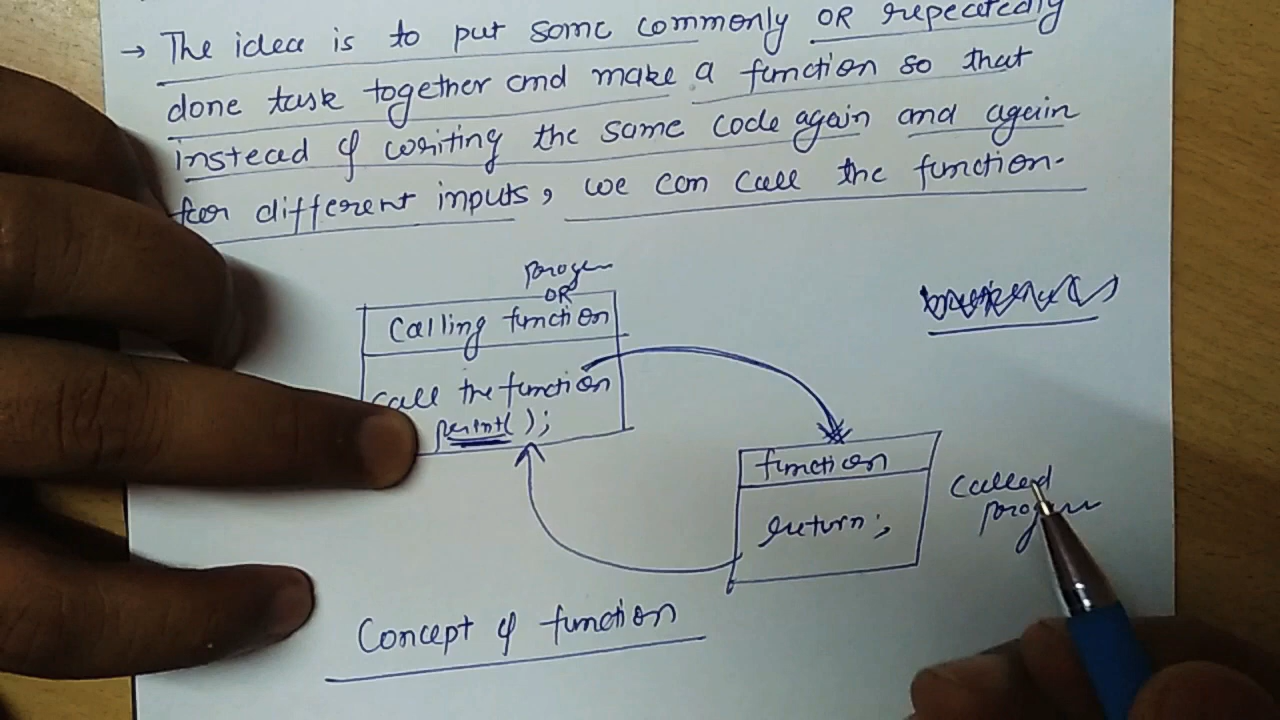 → The idea is to put some commonly OR repeatedly
done task together and make a function so that
instead of writing the same code again and again
for different inputs, we can call the function.
progm
OR
Calling function
call the function
print( );
function
return;
Called
progm
Concept of function